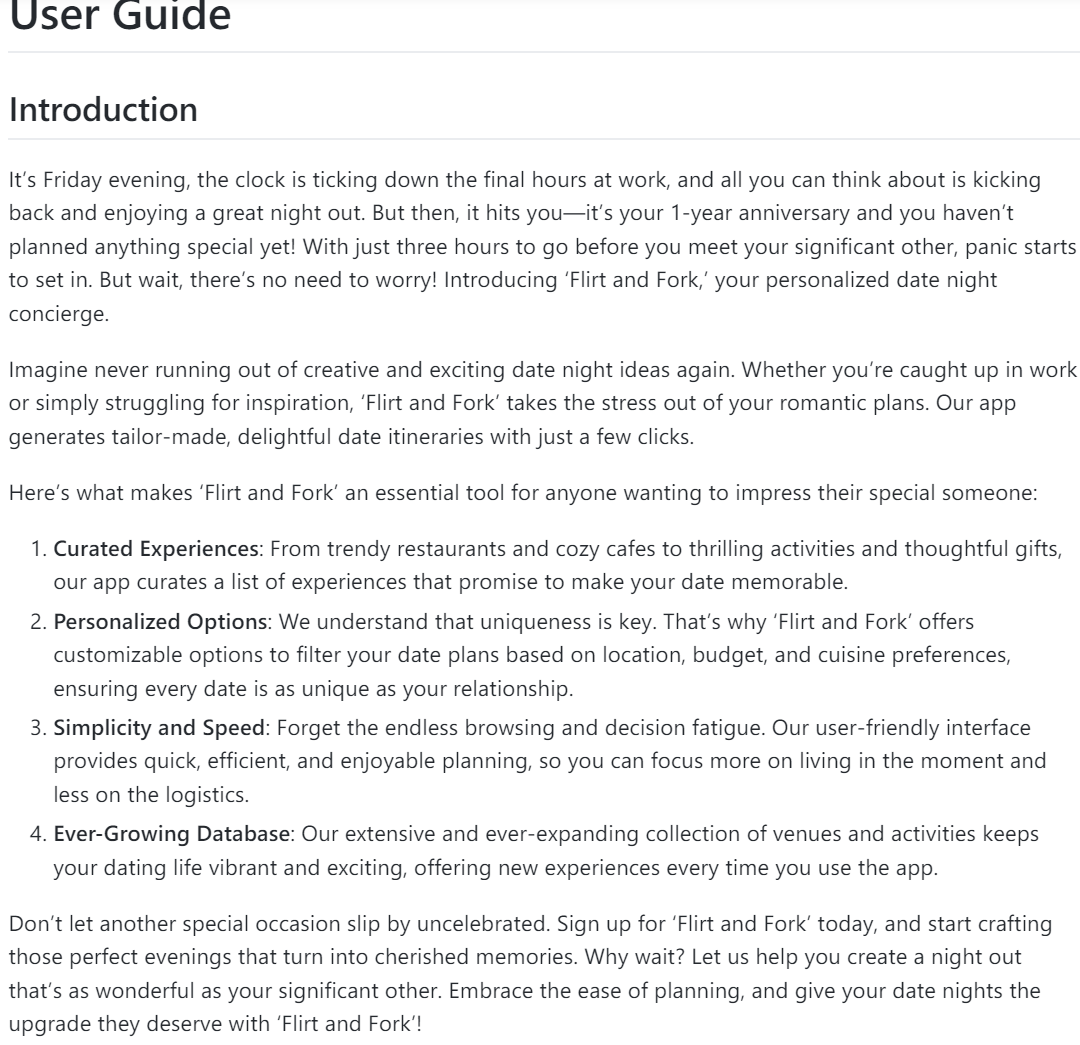 User Guide
Introduction
It’s Friday evening, the clock is ticking down the final hours at work, and all you can think about is kicking
back and enjoying a great night out. But then, it hits you—it’s your 1-year anniversary and you haven’t
planned anything special yet! With just three hours to go before you meet your significant other, panic starts
to set in. But wait, there’s no need to worry! Introducing ‘Flirt and Fork,’ your personalized date night
concierge.
Imagine never running out of creative and exciting date night ideas again. Whether you’re caught up in work
or simply struggling for inspiration, ‘Flirt and Fork’ takes the stress out of your romantic plans. Our app
generates tailor-made, delightful date itineraries with just a few clicks.
Here’s what makes ‘Flirt and Fork’ an essential tool for anyone wanting to impress their special someone:
1. Curated Experiences: From trendy restaurants and cozy cafes to thrilling activities and thoughtful gifts,
our app curates a list of experiences that promise to make your date memorable.
2. Personalized Options: We understand that uniqueness is key. That’s why ‘Flirt and Fork’ offers
customizable options to filter your date plans based on location, budget, and cuisine preferences,
ensuring every date is as unique as your relationship.
3. Simplicity and Speed: Forget the endless browsing and decision fatigue. Our user-friendly interface
provides quick, efficient, and enjoyable planning, so you can focus more on living in the moment and
less on the logistics.
4. Ever-Growing Database: Our extensive and ever-expanding collection of venues and activities keeps
your dating life vibrant and exciting, offering new experiences every time you use the app.
Don’t let another special occasion slip by uncelebrated. Sign up for ‘Flirt and Fork’ today, and start crafting
those perfect evenings that turn into cherished memories. Why wait? Let us help you create a night out
that’s as wonderful as your significant other. Embrace the ease of planning, and give your date nights the
upgrade they deserve with ‘Flirt and Fork’!